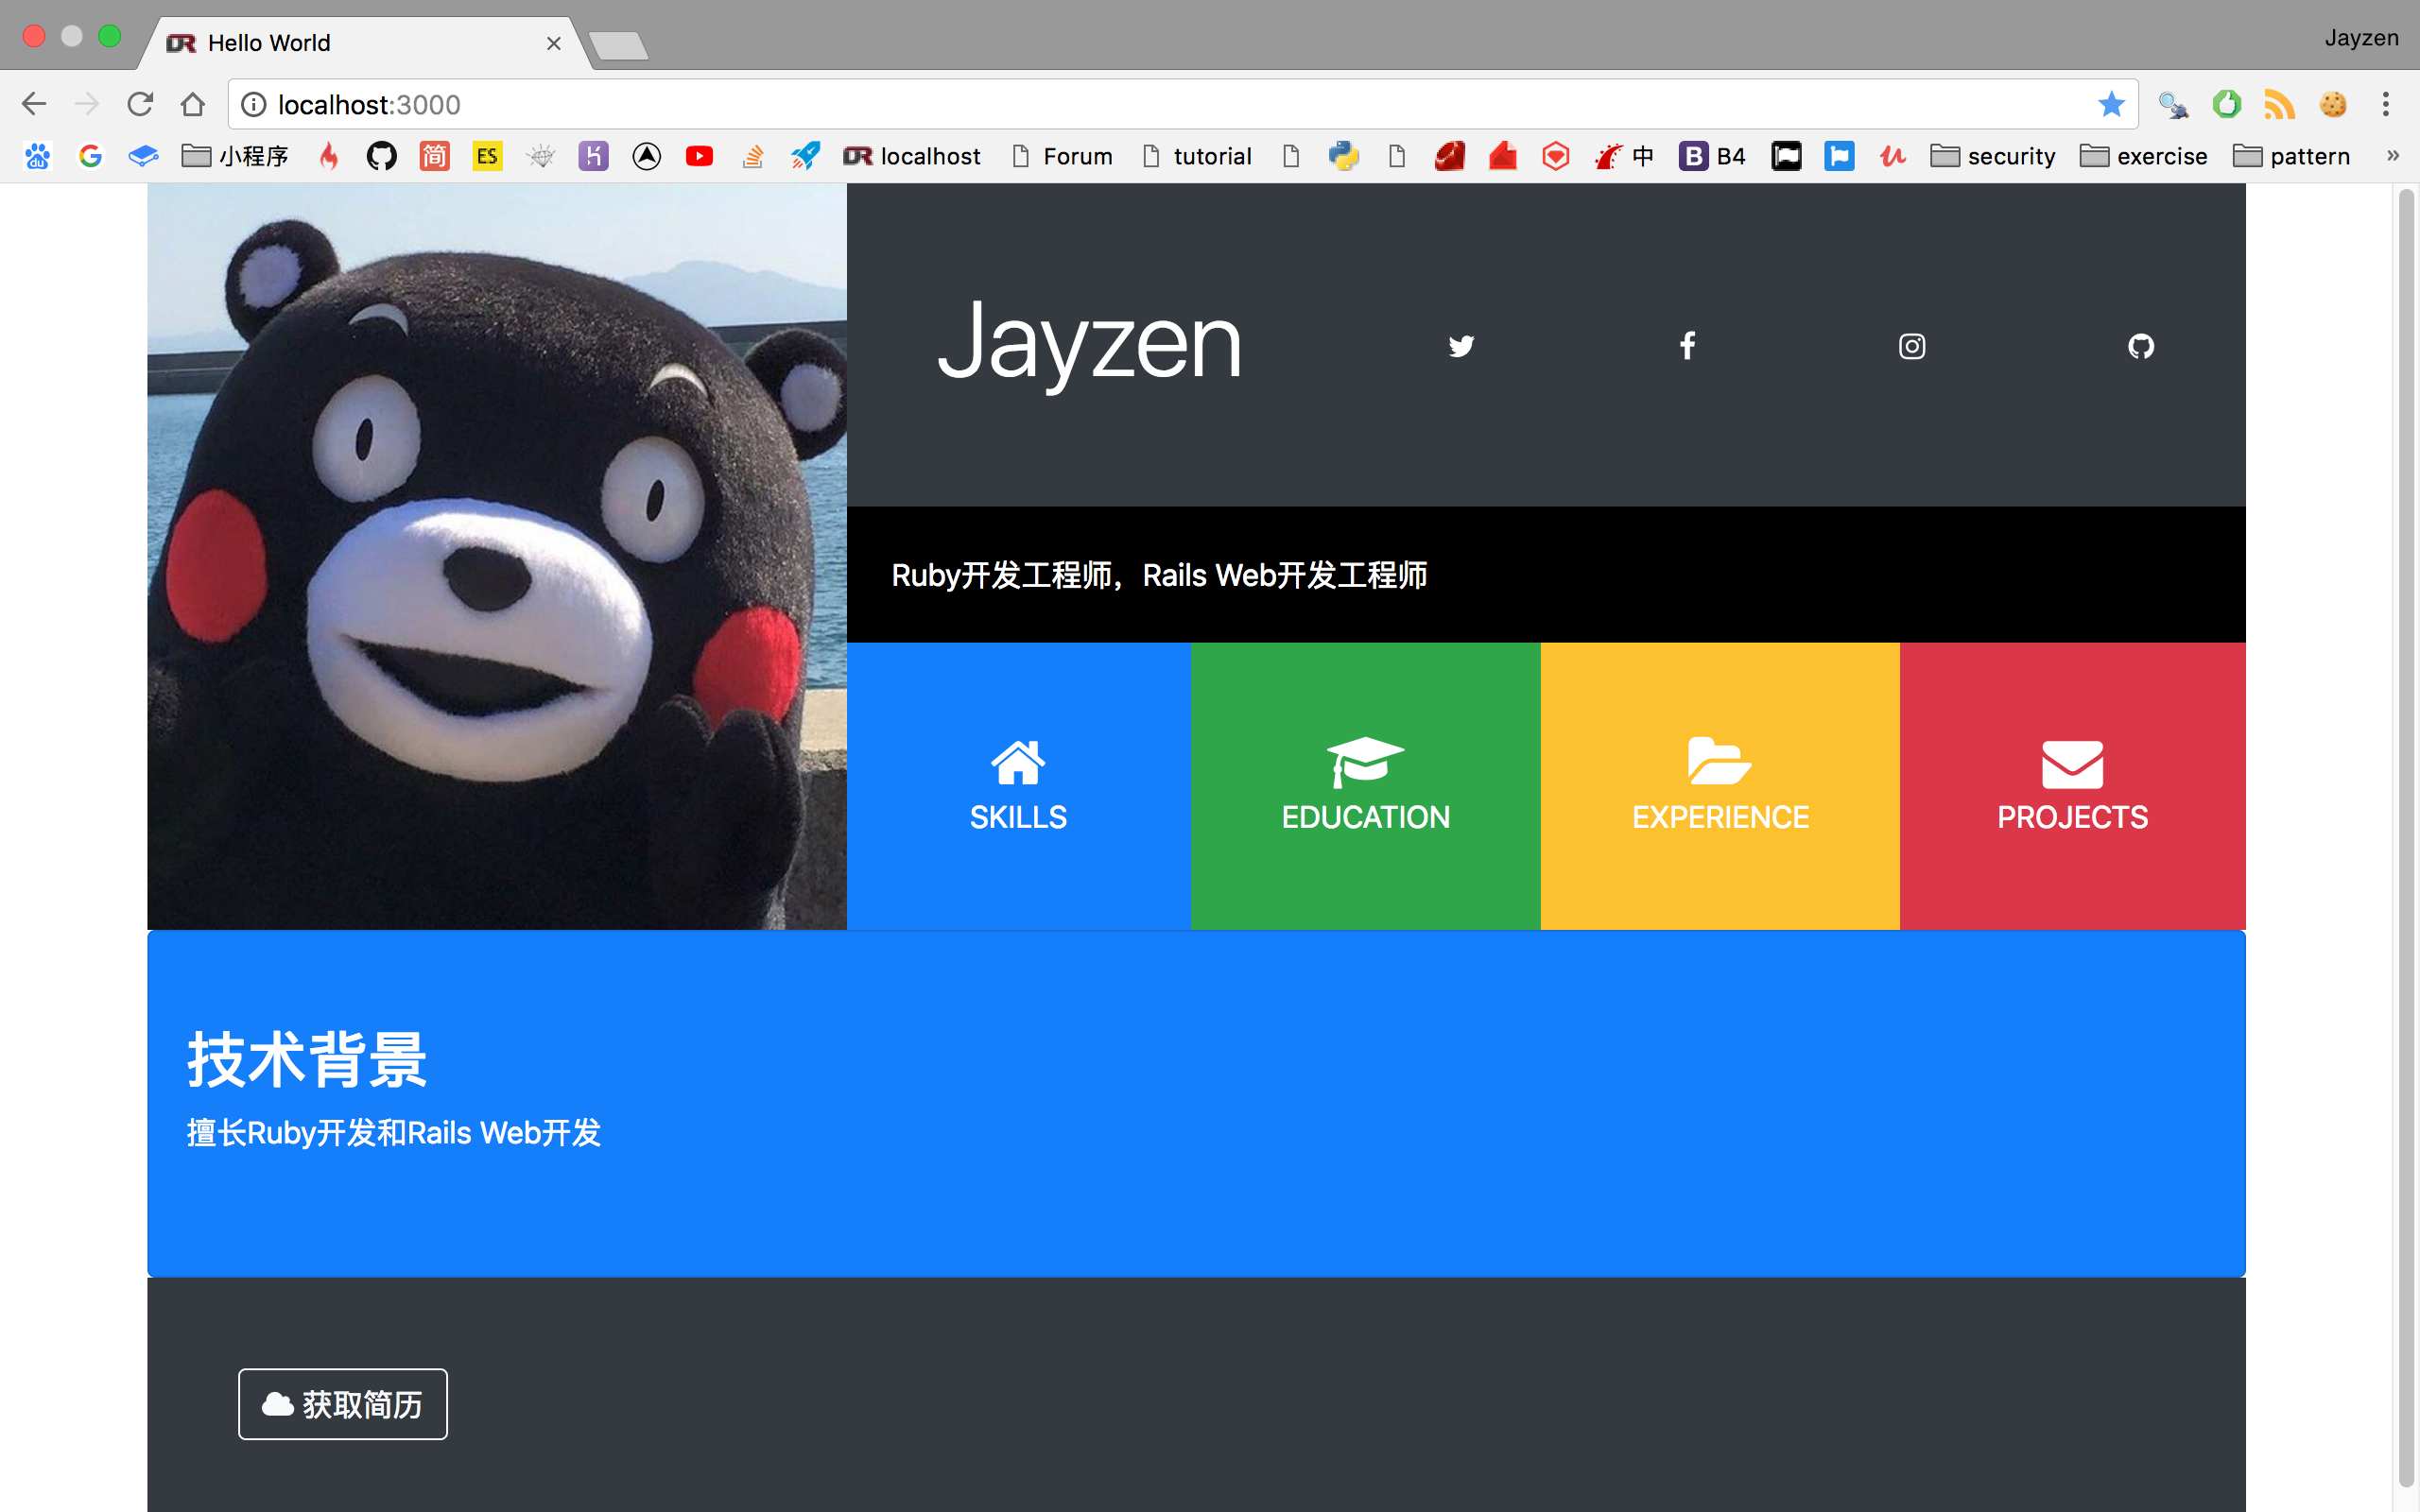 Hello World
Jayzen
localhost:3000
小程序
简
ES
localhost
Forum
tutorial
中
B B4
security
exercise
pattern
»
Jayzen
Ruby开发工程师，Rails Web开发工程师
SKILLS
EDUCATION
EXPERIENCE
PROJECTS
技术背景
擅长Ruby开发和Rails Web开发
获取简历